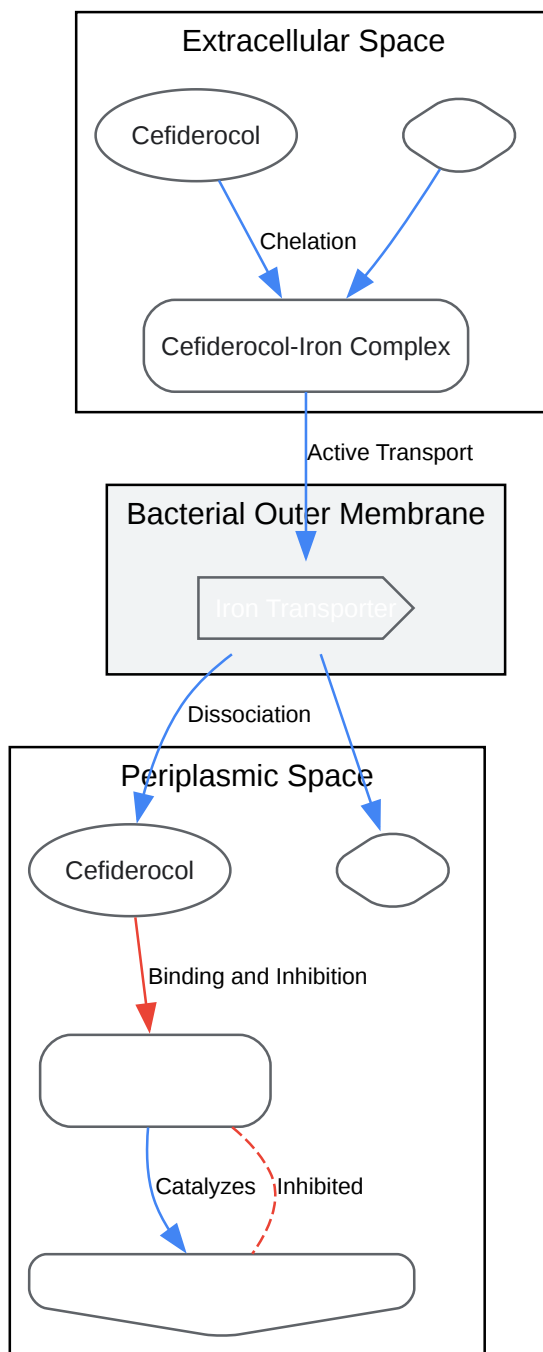 Extracellular Space
Cefiderocol
Chelation
Cefiderocol-Iron Complex
Active Transport
Bacterial Outer Membrane
Iron Transporter
Dissociation
Periplasmic Space
Cefiderocol
Binding and Inhibition
Catalyzes
Inhibited